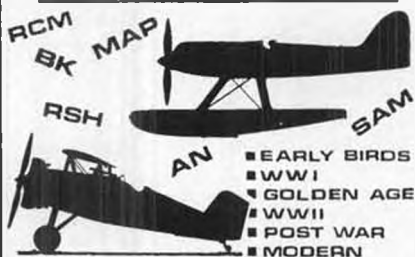 RCM
MAP
BK
RSH
SAM
AN
■ EARLY BIRDS
■ WWI
■ GOLDEN AGE
■ WWII
■ POST WAR
■ MODERN